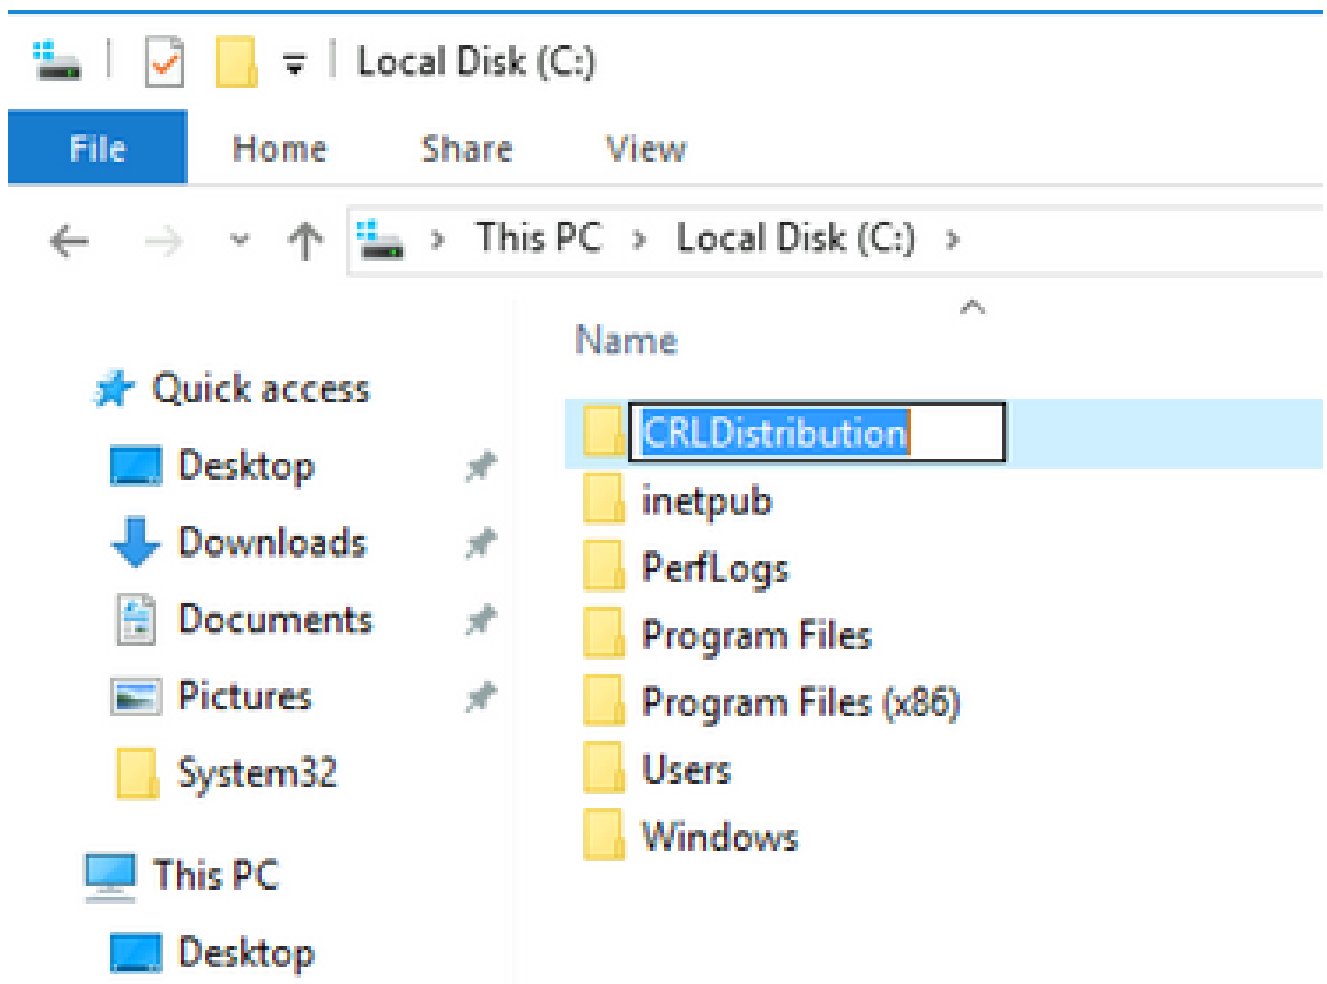 Local Disk (C:)
File Home Share View
This PC > Local Disk (C:) >
Name
Quick access
Desktop
Downloads
Documents
Pictures
System32
This PC
Desktop
CRLDistribution
inetpub
PerfLogs
Program Files
Program Files (x86)
Users
Windows